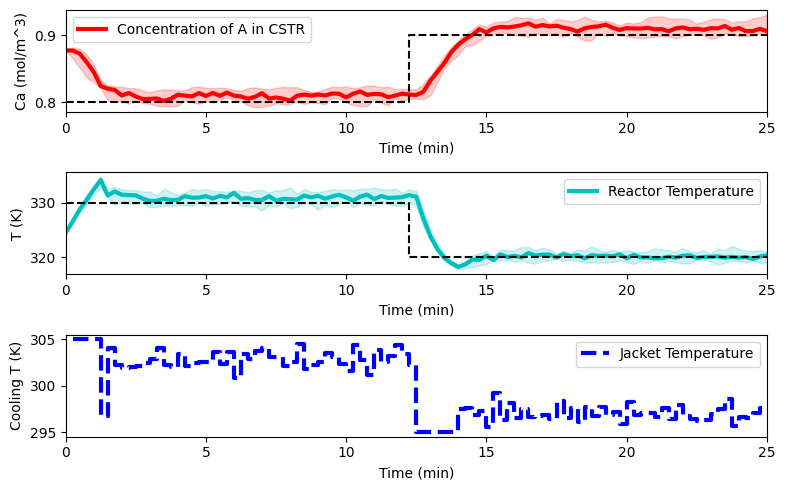 Ca (mol/m^3)
0.9
0.8
Concentration of A in CSTR
0 5 10 15 20 25
Time (min)
T (K)
330
320
Reactor Temperature
0 5 10 15 20 25
Time (min)
Cooling T (K)
305
300
295
Jacket Temperature
0 5 10 15 20 25
Time (min)